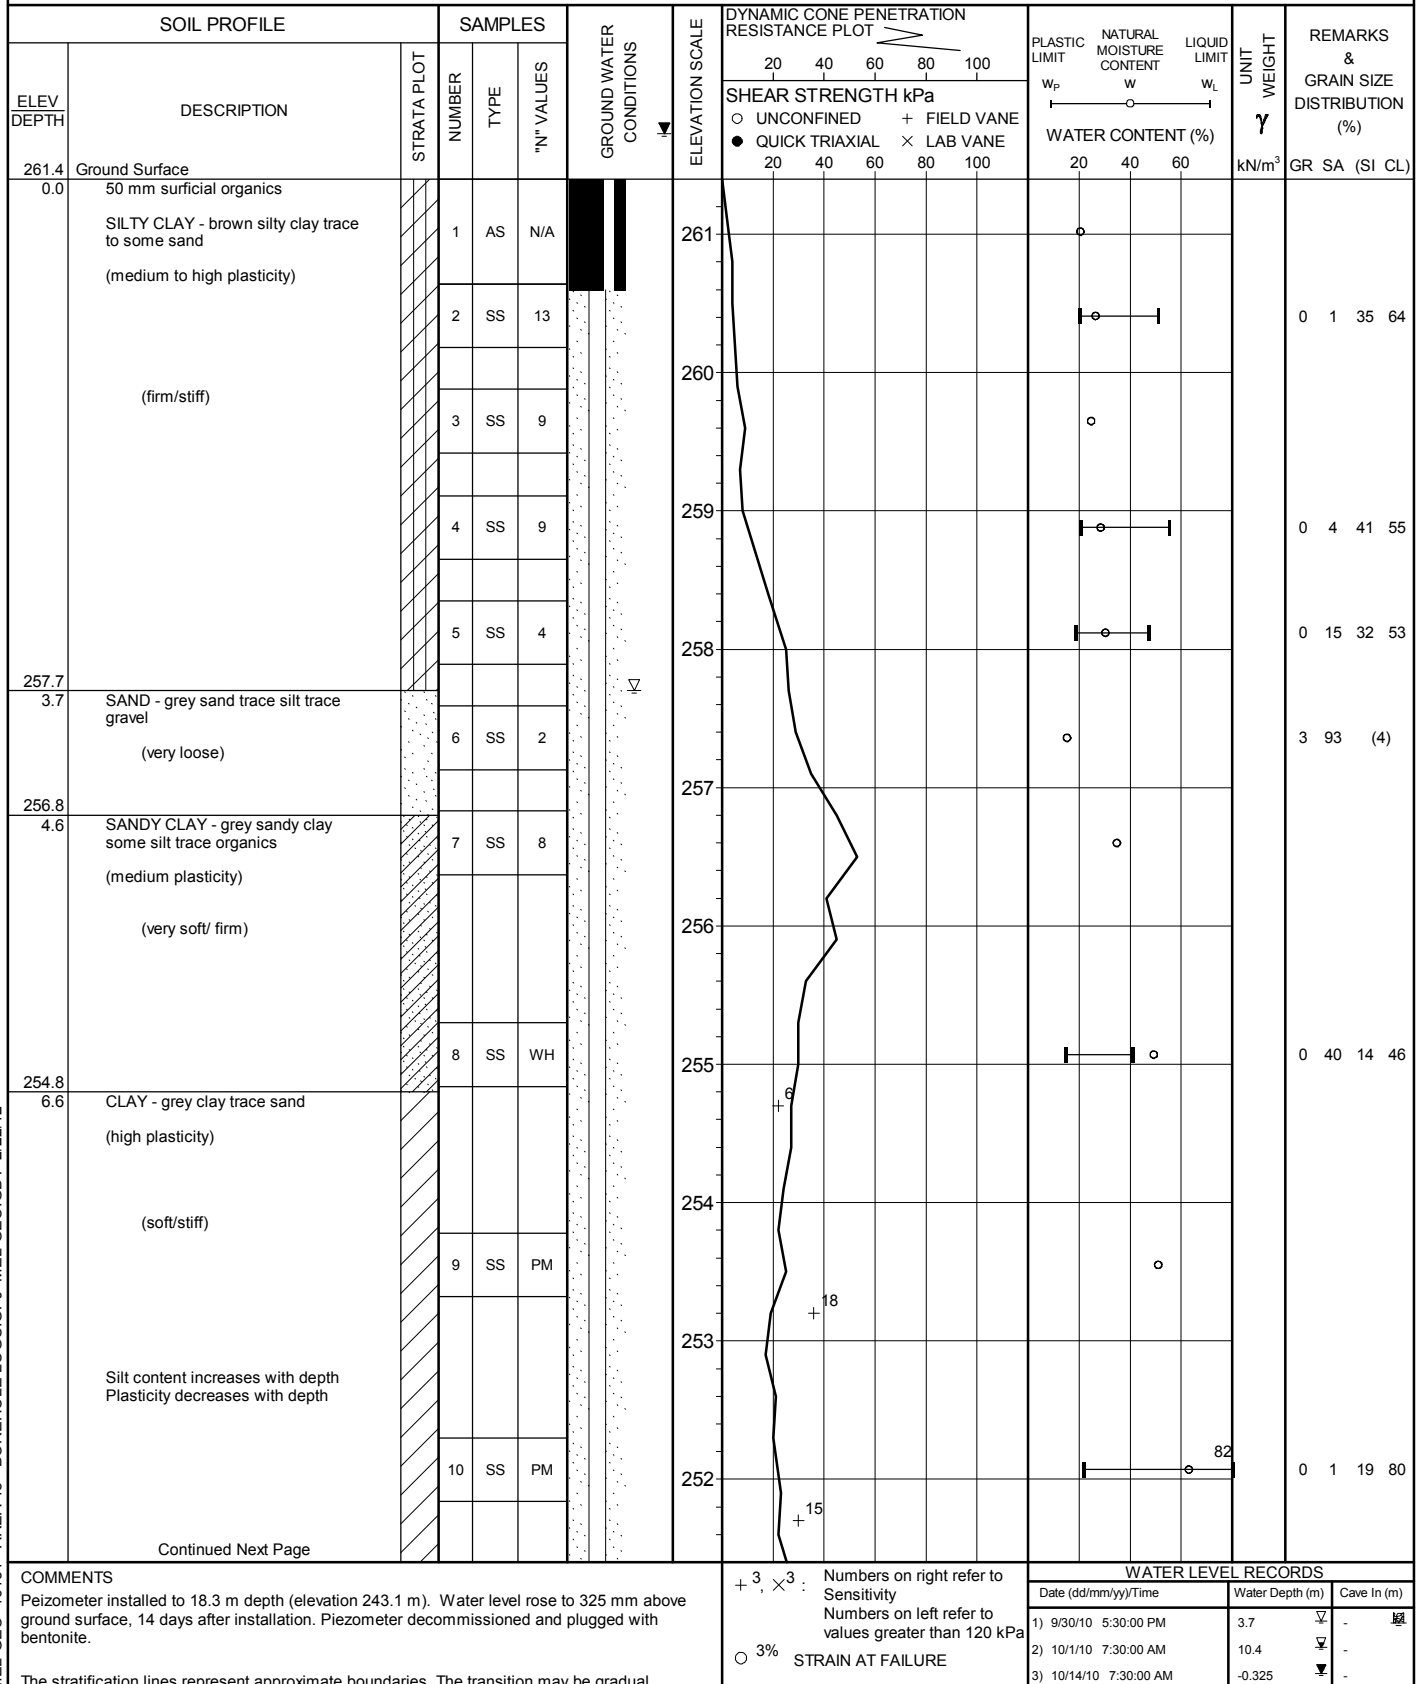 SOIL PROFILE
SAMPLES
GROUND WATER CONDITIONS
ELEVATION SCALE
DYNAMIC CONE PENETRATION
RESISTANCE PLOT
20 40 60 80 100
SHEAR STRENGTH kPa
○ UNCONFINED + FIELD VANE
● QUICK TRIAXIAL × LAB VANE
20 40 60 80 100
PLASTIC LIMIT
NATURAL MOISTURE CONTENT
LIQUID LIMIT
WP W WL
WATER CONTENT (%)
20 40 60
UNIT WEIGHT
γ
kN/m³
REMARKS
&
GRAIN SIZE
DISTRIBUTION
(%)
GR SA (SI CL)
ELEV
DEPTH
DESCRIPTION
STRATA PLOT
NUMBER
TYPE
"N" VALUES
261.4 Ground Surface
0.0 50 mm surficial organics
SILTY CLAY - brown silty clay trace
to some sand
(medium to high plasticity)
1 AS N/A
261
2 SS 13
0 1 35 64
260
(firm/stiff)
3 SS 9
259
4 SS 9
0 4 41 55
5 SS 4
0 15 32 53
258
257.7
3.7 SAND - grey sand trace silt trace
gravel
(very loose)
6 SS 2
3 93 (4)
257
256.8
4.6 SANDY CLAY - grey sandy clay
some silt trace organics
(medium plasticity)
7 SS 8
(very soft/ firm)
256
8 SS WH
0 40 14 46
255
254.8
6.6 CLAY - grey clay trace sand
(high plasticity)
6
254
(soft/stiff)
9 SS PM
18
253
Silt content increases with depth
Plasticity decreases with depth
82
10 SS PM
0 1 19 80
252
15
Continued Next Page
COMMENTS
Peizometer installed to 18.3 m depth (elevation 243.1 m). Water level rose to 325 mm above
ground surface, 14 days after installation. Piezometer decommissioned and plugged with
bentonite.
The stratification lines represent approximate boundaries. The transition may be gradual.
+ 3, × 3 : Numbers on right refer to
Sensitivity
Numbers on left refer to
values greater than 120 kPa
○ 3% STRAIN AT FAILURE
WATER LEVEL RECORDS
Date (dd/mm/yy)/Time Water Depth (m) Cave In (m)
1) 9/30/10 5:30:00 PM 3.7 -
2) 10/1/10 7:30:00 AM 10.4 -
3) 10/14/10 7:30:00 AM -0.325 -